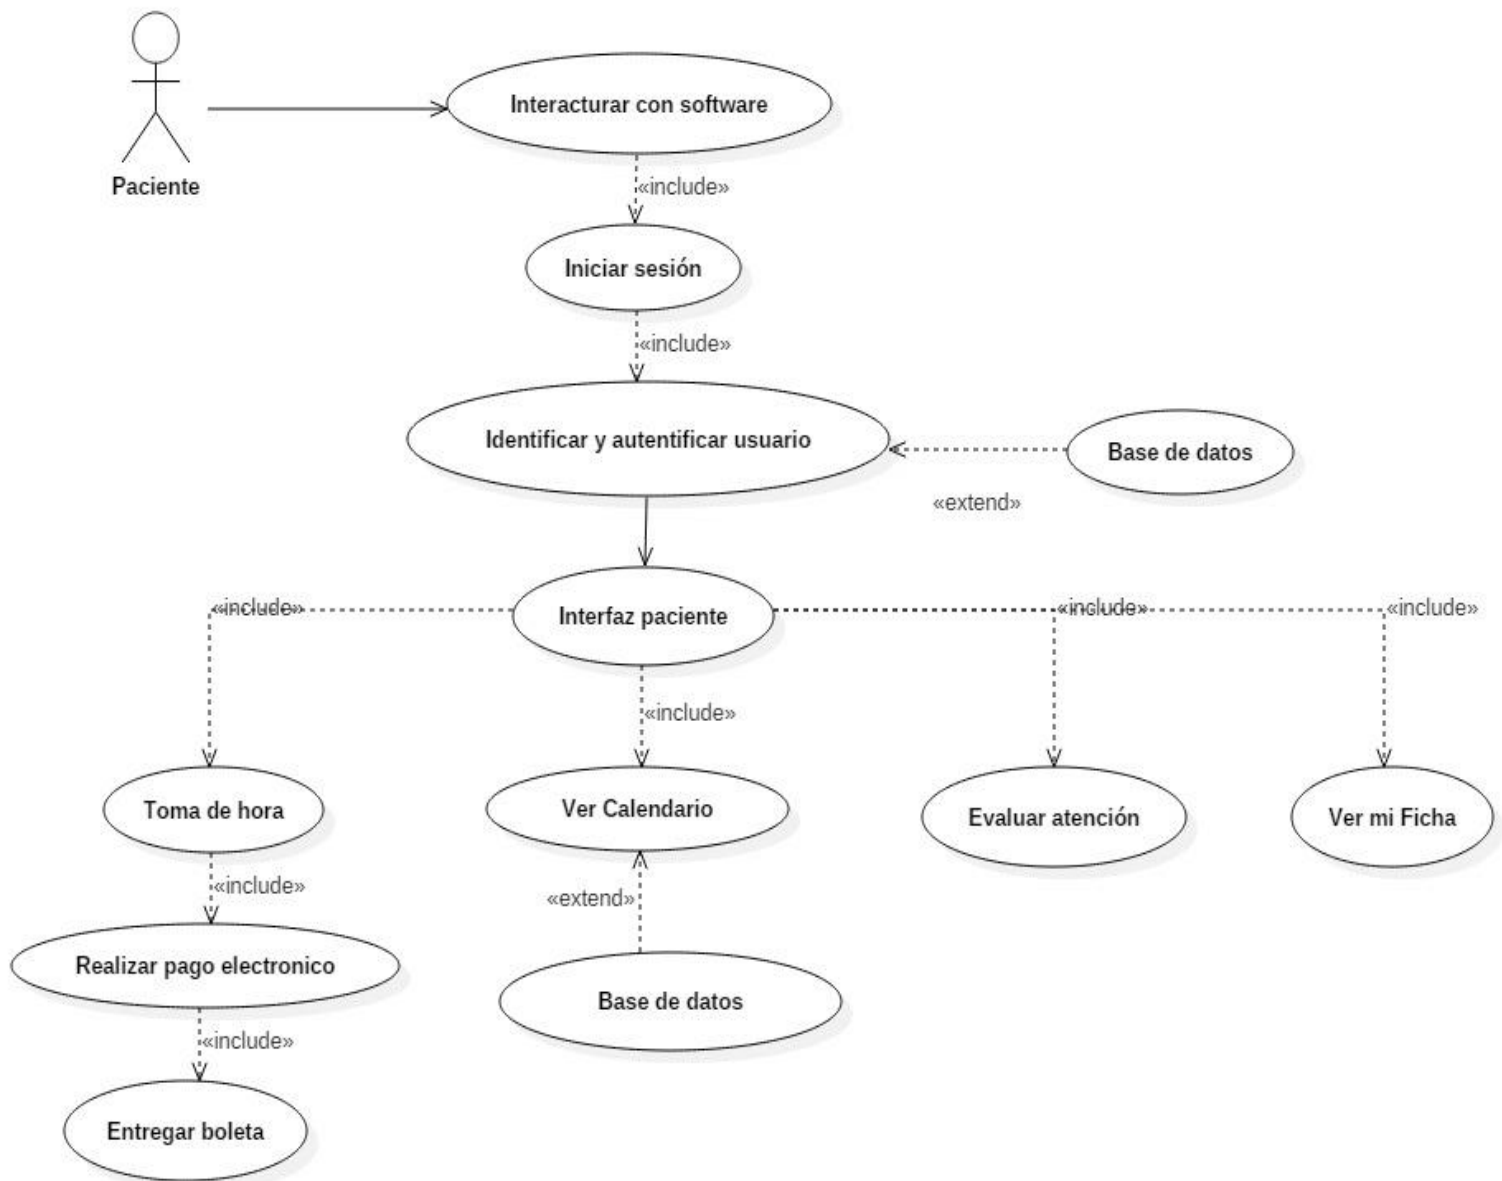 Interacturar con software
Paciente
«include»
Iniciar sesión
«include»
Identificar y autentificar usuario
Base de datos
«extend»
Interfaz paciente
«include»
«include»
«include»
«include»
Toma de hora
Ver Calendario
Evaluar atención
Ver mi Ficha
«include»
«extend»
Realizar pago electronico
Base de datos
«include»
Entregar boleta